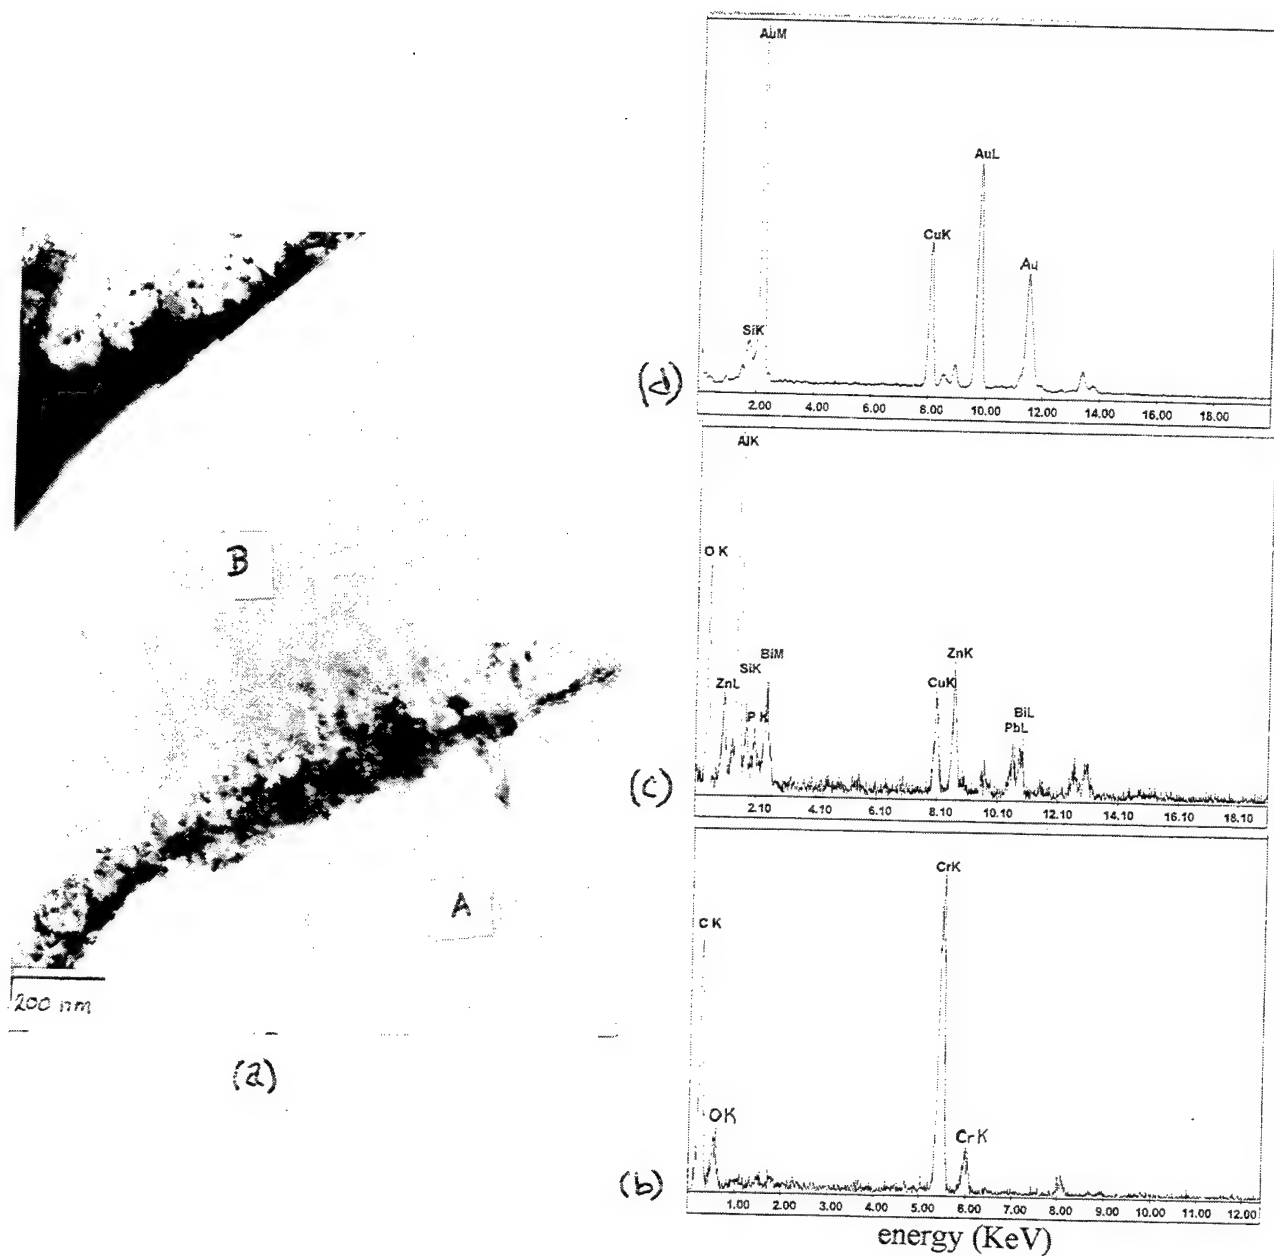 B
A
200 nm
(a)
AuM
AuL
CuK
Au
SiK
(d)
2.00 4.00 6.00 8.00 10.00 12.00 14.00 16.00 18.00
AlK
O K
ZnK
BiM
SiK
ZnL
CuK
P K
BiL
PbL
(c)
2.10 4.10 6.10 8.10 10.10 12.10 14.10 16.10 18.10
CrK
C K
OK
CrK
(b)
1.00 2.00 3.00 4.00 5.00 6.00 7.00 8.00 9.00 10.00 11.00 12.00
energy (KeV)